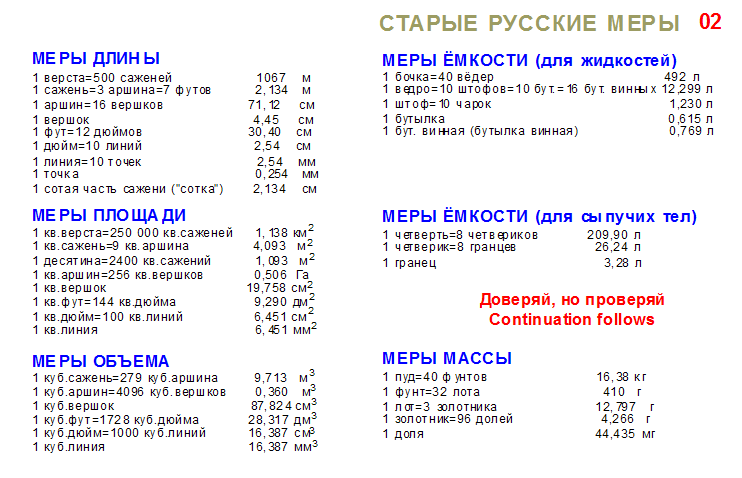 СТАРЫЕ РУССКИЕ МЕРЫ 02
МЕРЫ ДЛИНЫ
1 верста=500 саженей 1067 м
1 сажень=3 аршина=7 футов 2,134 м
1 аршин=16 вершков 71,12 см
1 вершок 4,45 см
1 фут=12 дюймов 30,40 см
1 дюйм=10 линий 2,54 см
1 линия=10 точек 2,54 мм
1 точка 0,254 мм
1 сотая часть сажени ("сотка") 2,134 см
МЕРЫ ПЛОЩАДИ
1 кв.верста=250 000 кв.саженей 1,138 км²
1 кв.сажень=9 кв.аршина 4,093 м²
1 десятина=2400 кв.сажений 1,093 м²
1 кв.аршин=256 кв.вершков 0,506 Га
1 кв.вершок 19,758 см²
1 кв.фут=144 кв.дюйма 9,290 дм²
1 кв.дюйм=100 кв.линий 6,451 см²
1 кв.линия 6,451 мм²
МЕРЫ ОБЪЕМА
1 куб.сажень=279 куб.аршина 9,713 м³
1 куб.аршин=4096 куб.вершков 0,360 м³
1 куб.вершок 87,824 см³
1 куб.фут=1728 куб.дюйма 28,317 дм³
1 куб.дюйм=1000 куб.линий 16,387 см³
1 куб.линия 16,387 мм³
МЕРЫ ЁМКОСТИ (для жидкостей)
1 бочка=40 вёдер 492 л
1 ведро=10 штофов=10 бут.=16 бут. винных 12,299 л
1 штоф=10 чарок 1,230 л
1 бутылка 0,615 л
1 бут. винная (бутылка винная) 0,769 л
МЕРЫ ЁМКОСТИ (для сыпучих тел)
1 четверть=8 четвериков 209,90 л
1 четверик=8 гранцев 26,24 л
1 гранец 3,28 л
Доверяй, но проверяй
Continuation follows
МЕРЫ МАССЫ
1 пуд=40 фунтов 16,38 кг
1 фунт=32 лота 410 г
1 лот=3 золотника 12,797 г
1 золотник=96 долей 4,266 г
1 доля 44,435 мг